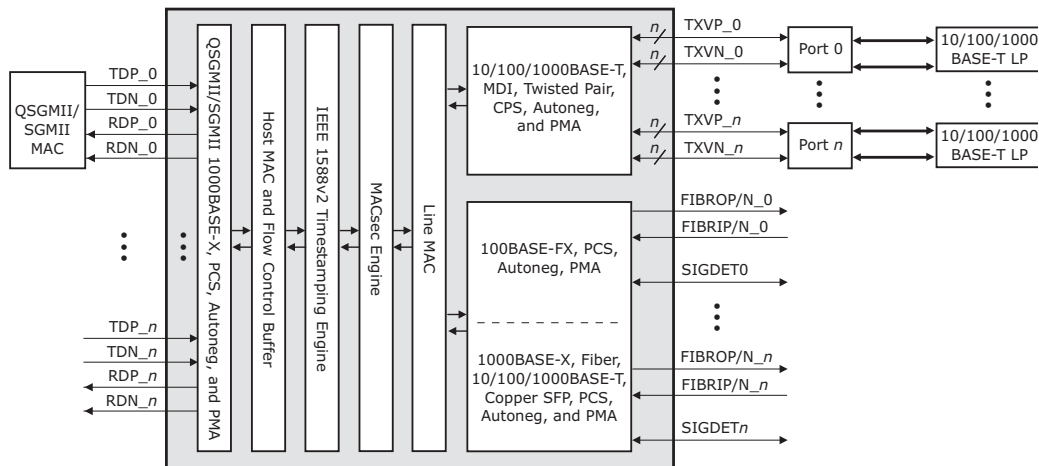 QSGMII/
SGMII
MAC
TDP_0
TDN_0
RDP_0
RDN_0
TDP_n
TDN_n
RDP_n
RDN_n
QSGMII/SGMII 1000BASE-X, PCS, Autoneg, and PMA
Host MAC and Flow Control Buffer
IEEE 1588v2 Timestamping Engine
MACsec Engine
Line MAC
10/100/1000BASE-T,
MDI, Twisted Pair,
CPS, Autoneg,
and PMA
100BASE-FX, PCS,
Autoneg, PMA
1000BASE-X, Fiber,
10/100/1000BASE-T,
Copper SFP, PCS,
Autoneg, and PMA
n TXVP_0
n TXVN_0
n TXVP_n
n TXVN_n
Port 0
Port n
10/100/1000
BASE-T LP
10/100/1000
BASE-T LP
FIBROP/N_0
FIBRIP/N_0
SIGDET0
FIBROP/N_n
FIBRIP/N_n
SIGDETn